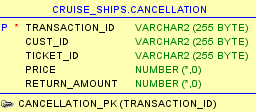 CRUISE_SHIPS.CANCELLATION
P * TRANSACTION_ID VARCHAR2 (255 BYTE)
CUST_ID VARCHAR2 (255 BYTE)
TICKET_ID VARCHAR2 (255 BYTE)
PRICE NUMBER (*,0)
RETURN_AMOUNT NUMBER (*,0)
CANCELLATION_PK (TRANSACTION_ID)